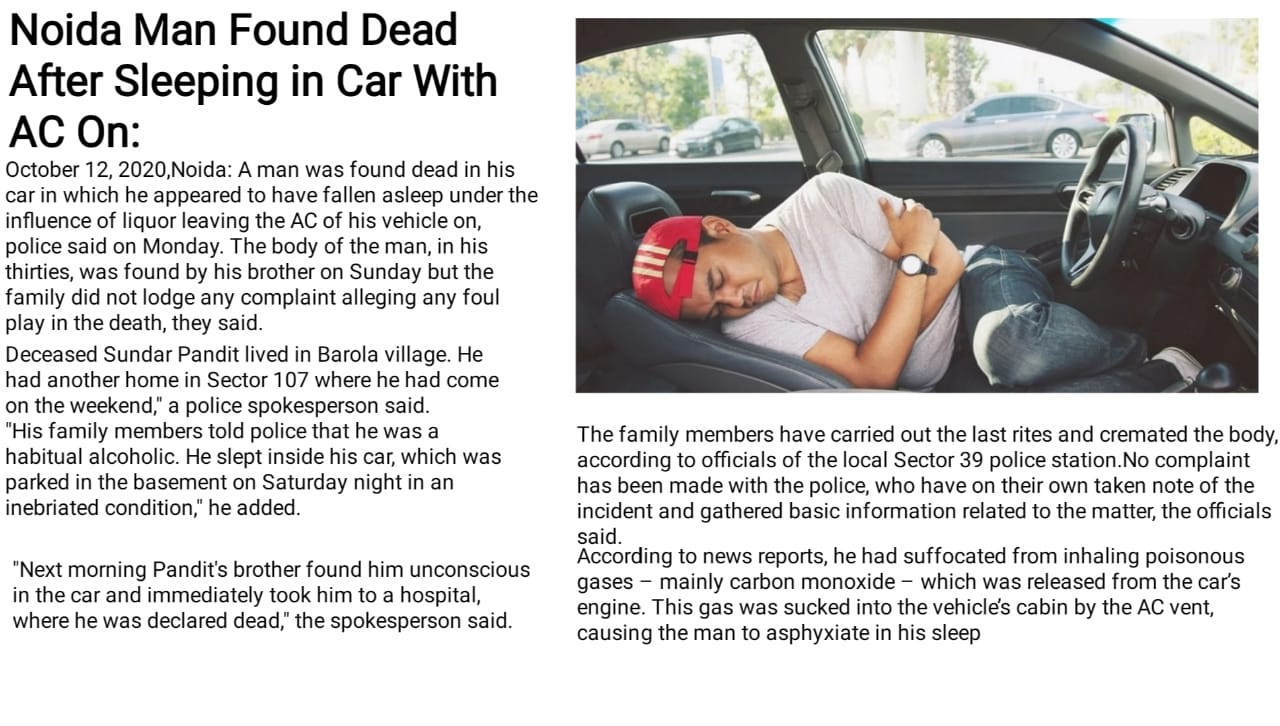 Noida Man Found Dead
After Sleeping in Car With
AC On:
October 12, 2020,Noida: A man was found dead in his
car in which he appeared to have fallen asleep under the
influence of liquor leaving the AC of his vehicle on,
police said on Monday. The body of the man, in his
thirties, was found by his brother on Sunday but the
family did not lodge any complaint alleging any foul
play in the death, they said.
Deceased Sundar Pandit lived in Barola village. He
had another home in Sector 107 where he had come
on the weekend," a police spokesperson said.
"His family members told police that he was a
habitual alcoholic. He slept inside his car, which was
parked in the basement on Saturday night in an
inebriated condition," he added.
"Next morning Pandit's brother found him unconscious
in the car and immediately took him to a hospital,
where he was declared dead," the spokesperson said.
The family members have carried out the last rites and cremated the body,
according to officials of the local Sector 39 police station.No complaint
has been made with the police, who have on their own taken note of the
incident and gathered basic information related to the matter, the officials
said.
According to news reports, he had suffocated from inhaling poisonous
gases – mainly carbon monoxide – which was released from the car's
engine. This gas was sucked into the vehicle's cabin by the AC vent,
causing the man to asphyxiate in his sleep